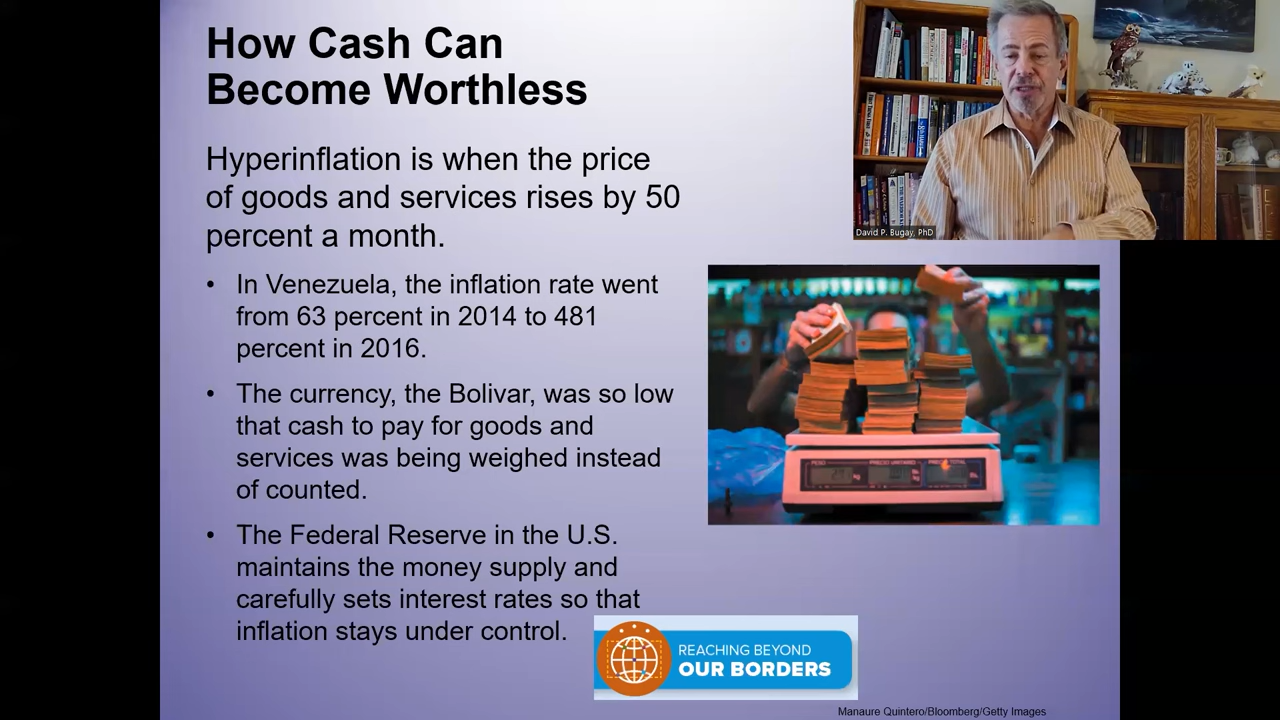 How Cash Can
Become Worthless
Hyperinflation is when the price
of goods and services rises by 50
percent a month.
• In Venezuela, the inflation rate went
from 63 percent in 2014 to 481
percent in 2016.
• The currency, the Bolivar, was so low
that cash to pay for goods and
services was being weighed instead
of counted.
• The Federal Reserve in the U.S.
maintains the money supply and
carefully sets interest rates so that
inflation stays under control.
David P. Bugay, PhD
PESO
PRECIO UNITARIO
REACHING BEYOND
OUR BORDERS
Manaure Quintero/Bloomberg/Getty Images